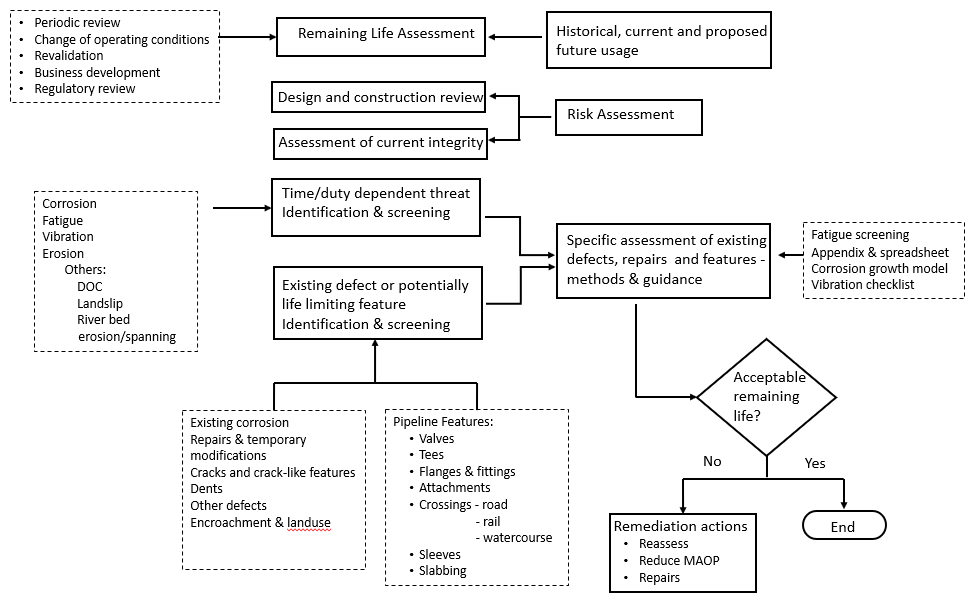 • Periodic review
• Change of operating conditions
• Revalidation
• Business development
• Regulatory review
Remaining Life Assessment
Historical, current and proposed
future usage
Design and construction review
Assessment of current integrity
Risk Assessment
Corrosion
Fatigue
Vibration
Erosion
Others:
DOC
Landslip
River bed
erosion/spanning
Time/duty dependent threat
Identification & screening
Existing defect or potentially
life limiting feature
Identification & screening
Specific assessment of existing
defects, repairs and features -
methods & guidance
Fatigue screening
Appendix & spreadsheet
Corrosion growth model
Vibration checklist
Existing corrosion
Repairs & temporary
modifications
Cracks and crack-like features
Dents
Other defects
Encroachment & landuse
Pipeline Features:
• Valves
• Tees
• Flanges & fittings
• Attachments
• Crossings - road
- rail
- watercourse
• Sleeves
• Slabbing
Acceptable
remaining
life?
No
Yes
Remediation actions
• Reassess
• Reduce MAOP
• Repairs
End